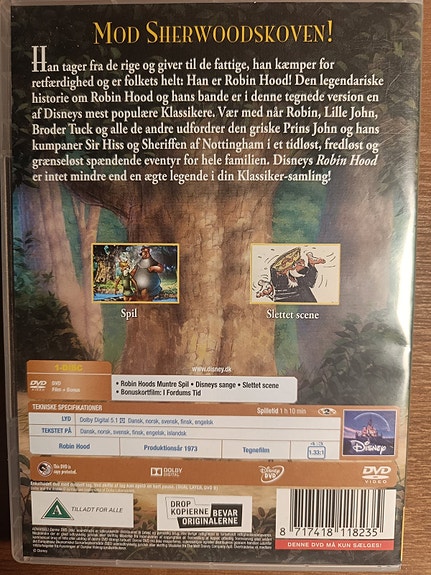 MOD SHERWOODSKOVEN!
Han tager fra de rige og giver til de fattige, han kæmper for
retfærdighed og er folkets helt: Han er Robin Hood! Den legendariske
historie om Robin Hood og hans bande er i denne tegnede version en
af Disneys mest populære Klassikere. Vær med når Robin, Lille John,
Broder Tuck og alle de andre udfordrer den griske Prins John og hans
kumpaner Sir Hiss og Sheriffen af Nottingham i et tidløst, fredløst og
grænseløst spændende eventyr for hele familien. Disneys Robin Hood
er intet mindre end en ægte legende i din Klassiker-samling!
Spil
Slettet scene
www.disney.dk
1-DISC
DVD
DVD
Film + Bonus
• Robin Hoods Muntre Spil • Disneys sange • Slettet scene
• Bonuskortfilm: I Fordums Tid
TEKNISKE SPECIFIKATIONER
Spilletid 1 h 10 min
LYD
Dolby Digital 5.1 Dansk, norsk, svensk, finsk, engelsk
TEKSTET PÅ
Dansk, norsk, svensk, finsk, engelsk, islandsk
Robin Hood
Produktionsår 1973
Tegnefilm
1.33:1
DISNEY
DOLBY
DIGITAL
Disney
DVD
DVD
VIDEO
TILLADT FOR ALLE
DROP
KOPIERNE
BEVAR
ORIGINALERNE
8 717418 118235
DENNE DVD MÅ KUN SÆLGES!
© Disney